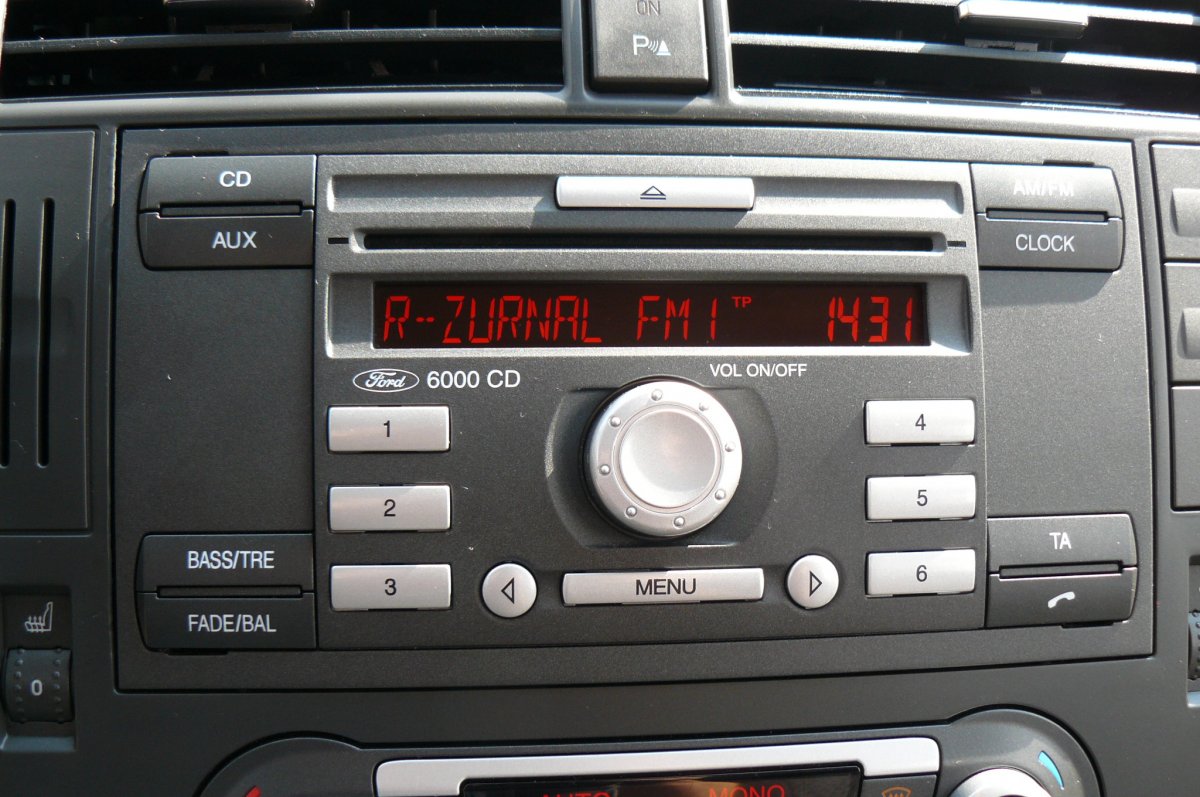 ON
P
CD
AUX
AM/FM
CLOCK
R-ZURNAL FM1 TP 1431
Ford 6000 CD
VOL ON/OFF
1
2
3
4
5
6
BASS/TRE
FADE/BAL
MENU
TA
0
AUTO
MONO